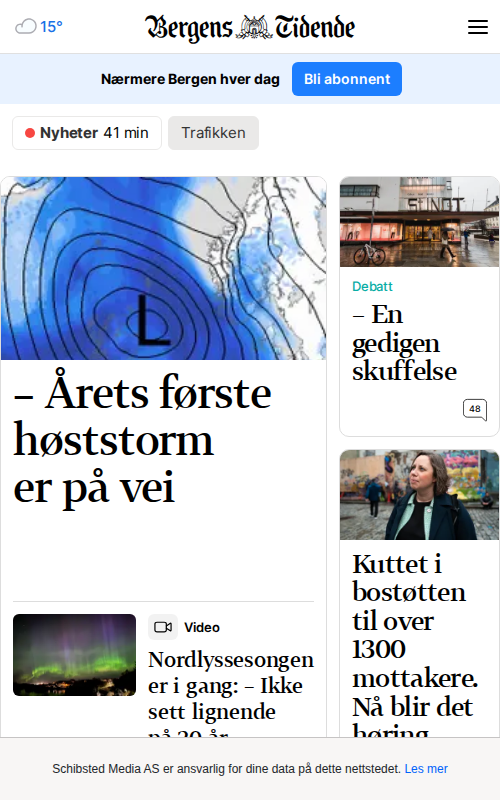 15°
Bergens Tidende
Nærmere Bergen hver dag
Bli abonnent
Nyheter 41 min
Trafikken
L
– Årets første
høststorm
er på vei
Video
Nordlyssesongen
er i gang: – Ikke
sett lignende
på 20 år
Debatt
– En
gedigen
skuffelse
48
Kuttet i
bostøtten
til over
1300
mottakere.
Nå blir det
høring
Schibsted Media AS er ansvarlig for dine data på dette nettstedet. Les mer